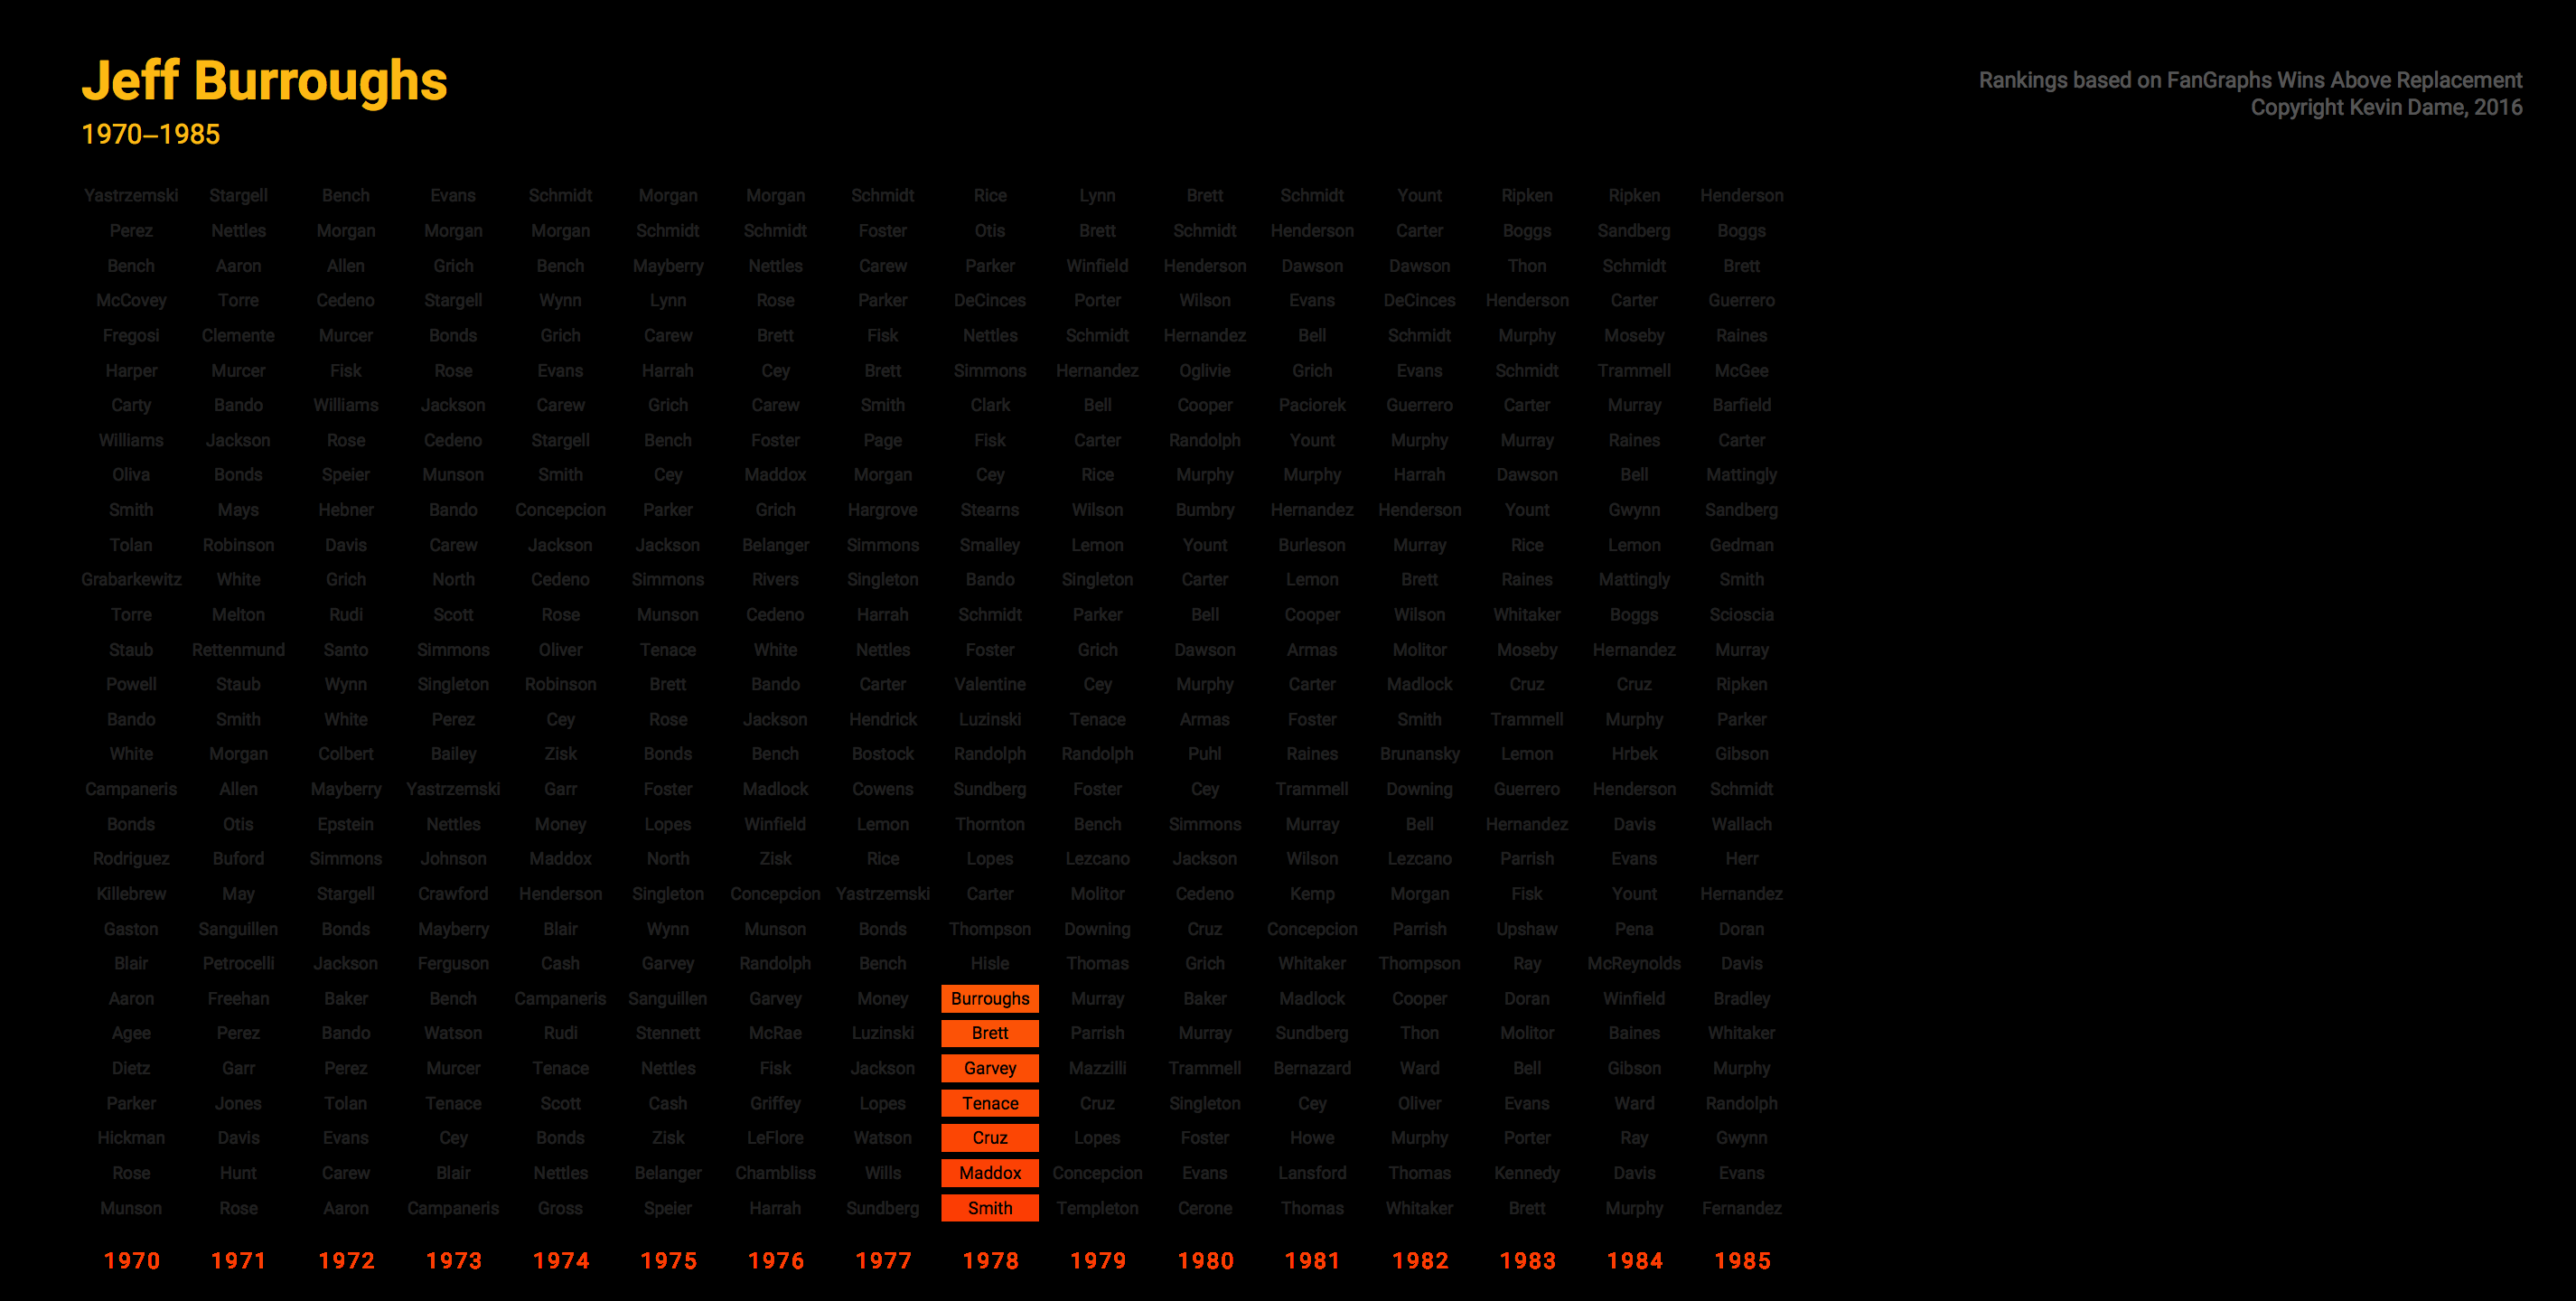 Jeff Burroughs
1970–1985
Rankings based on FanGraphs Wins Above Replacement
Copyright Kevin Dame, 2016
Yastrzemski Stargell Bench Evans Schmidt Morgan Morgan Schmidt Rice Lynn Brett Schmidt Yount Ripken Ripken Henderson
Perez Nettles Morgan Morgan Morgan Schmidt Schmidt Foster Otis Brett Schmidt Henderson Carter Boggs Sandberg Boggs
Bench Aaron Allen Grich Bench Mayberry Nettles Carew Parker Winfield Henderson Dawson Dawson Thon Schmidt Brett
McCovey Torre Cedeno Stargell Wynn Lynn Rose Parker DeCinces Porter Wilson Evans DeCinces Henderson Carter Guerrero
Fregosi Clemente Murcer Bonds Grich Carew Brett Fisk Nettles Schmidt Hernandez Bell Schmidt Murphy Moseby Raines
Harper Murcer Fisk Rose Evans Harrah Cey Brett Simmons Hernandez Oglivie Grich Evans Schmidt Trammell McGee
Carty Bando Williams Jackson Carew Grich Carew Smith Clark Bell Cooper Paciorek Guerrero Carter Murray Barfield
Williams Jackson Rose Cedeno Stargell Bench Foster Page Fisk Carter Randolph Yount Murphy Murray Raines Carter
Oliva Bonds Speier Munson Smith Cey Maddox Morgan Cey Rice Murphy Murphy Harrah Dawson Bell Mattingly
Smith Mays Hebner Bando Concepcion Parker Grich Hargrove Stearns Wilson Bumbry Hernandez Henderson Yount Gwynn Sandberg
Tolan Robinson Davis Carew Jackson Jackson Belanger Simmons Smalley Lemon Yount Burleson Murray Rice Lemon Gedman
Grabarkewitz White Grich North Cedeno Simmons Rivers Singleton Bando Singleton Carter Lemon Brett Raines Mattingly Smith
Torre Melton Rudi Scott Rose Munson Cedeno Harrah Schmidt Parker Bell Cooper Wilson Whitaker Boggs Scioscia
Staub Rettenmund Santo Simmons Oliver Tenace White Nettles Foster Grich Dawson Armas Molitor Moseby Hernandez Murray
Powell Staub Wynn Singleton Robinson Brett Bando Carter Valentine Cey Murphy Carter Madlock Cruz Cruz Ripken
Bando Smith White Perez Cey Rose Jackson Hendrick Luzinski Tenace Armas Foster Smith Trammell Murphy Parker
White Morgan Colbert Bailey Zisk Bonds Bench Bostock Randolph Randolph Puhl Raines Brunansky Lemon Hrbek Gibson
Campaneris Allen Mayberry Yastrzemski Garr Foster Madlock Cowens Sundberg Foster Cey Trammell Downing Guerrero Henderson Schmidt
Bonds Otis Epstein Nettles Money Lopes Winfield Lemon Thornton Bench Simmons Murray Bell Hernandez Davis Wallach
Rodriguez Buford Simmons Johnson Maddox North Zisk Rice Lopes Lezcano Jackson Wilson Lezcano Parrish Evans Herr
Killebrew May Stargell Crawford Henderson Singleton Concepcion Yastrzemski Carter Molitor Cedeno Kemp Morgan Fisk Yount Hernandez
Gaston Sanguillen Bonds Mayberry Blair Wynn Munson Bonds Thompson Downing Cruz Concepcion Parrish Upshaw Pena Doran
Blair Petrocelli Jackson Ferguson Cash Garvey Randolph Bench Hisle Thomas Grich Whitaker Thompson Ray McReynolds Davis
Aaron Freehan Baker Bench Campaneris Sanguillen Garvey Money Burroughs Murray Baker Madlock Cooper Doran Winfield Bradley
Agee Perez Bando Watson Rudi Stennett McRae Luzinski Brett Parrish Murray Sundberg Thon Molitor Baines Whitaker
Dietz Garr Perez Murcer Tenace Nettles Fisk Jackson Garvey Mazzilli Trammell Bernazard Ward Bell Gibson Murphy
Parker Jones Tolan Tenace Scott Cash Griffey Lopes Tenace Cruz Singleton Cey Oliver Evans Ward Randolph
Hickman Davis Evans Cey Bonds Zisk LeFlore Watson Cruz Lopes Foster Howe Murphy Porter Ray Gwynn
Rose Hunt Carew Blair Nettles Belanger Chambliss Wills Maddox Concepcion Evans Lansford Thomas Kennedy Davis Evans
Munson Rose Aaron Campaneris Gross Speier Harrah Sundberg Smith Templeton Cerone Thomas Whitaker Brett Murphy Fernandez
1970 1971 1972 1973 1974 1975 1976 1977 1978 1979 1980 1981 1982 1983 1984 1985